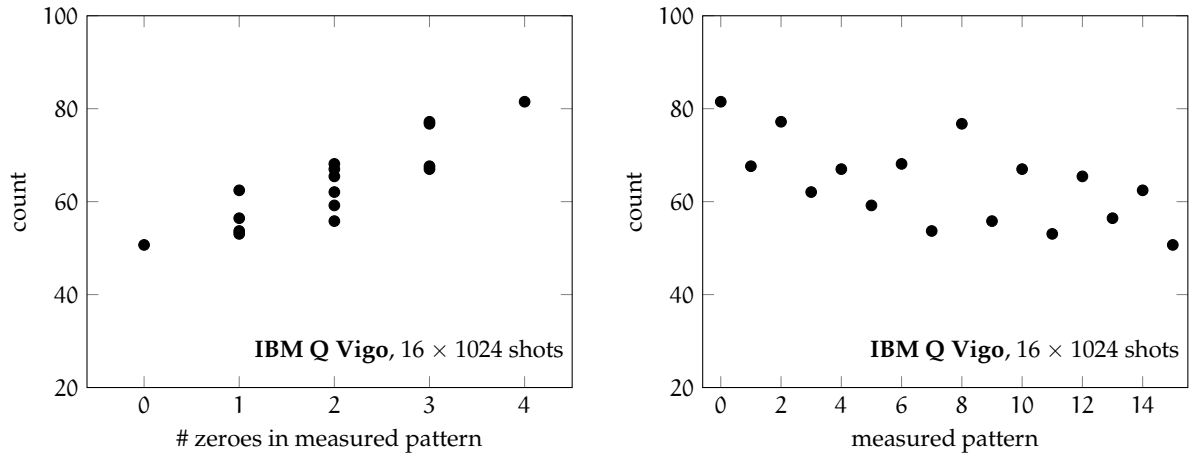 100
80
60
40
20
count
IBM Q Vigo, 16 × 1024 shots
0 1 2 3 4
# zeroes in measured pattern
100
80
60
40
20
count
IBM Q Vigo, 16 × 1024 shots
0 2 4 6 8 10 12 14
measured pattern